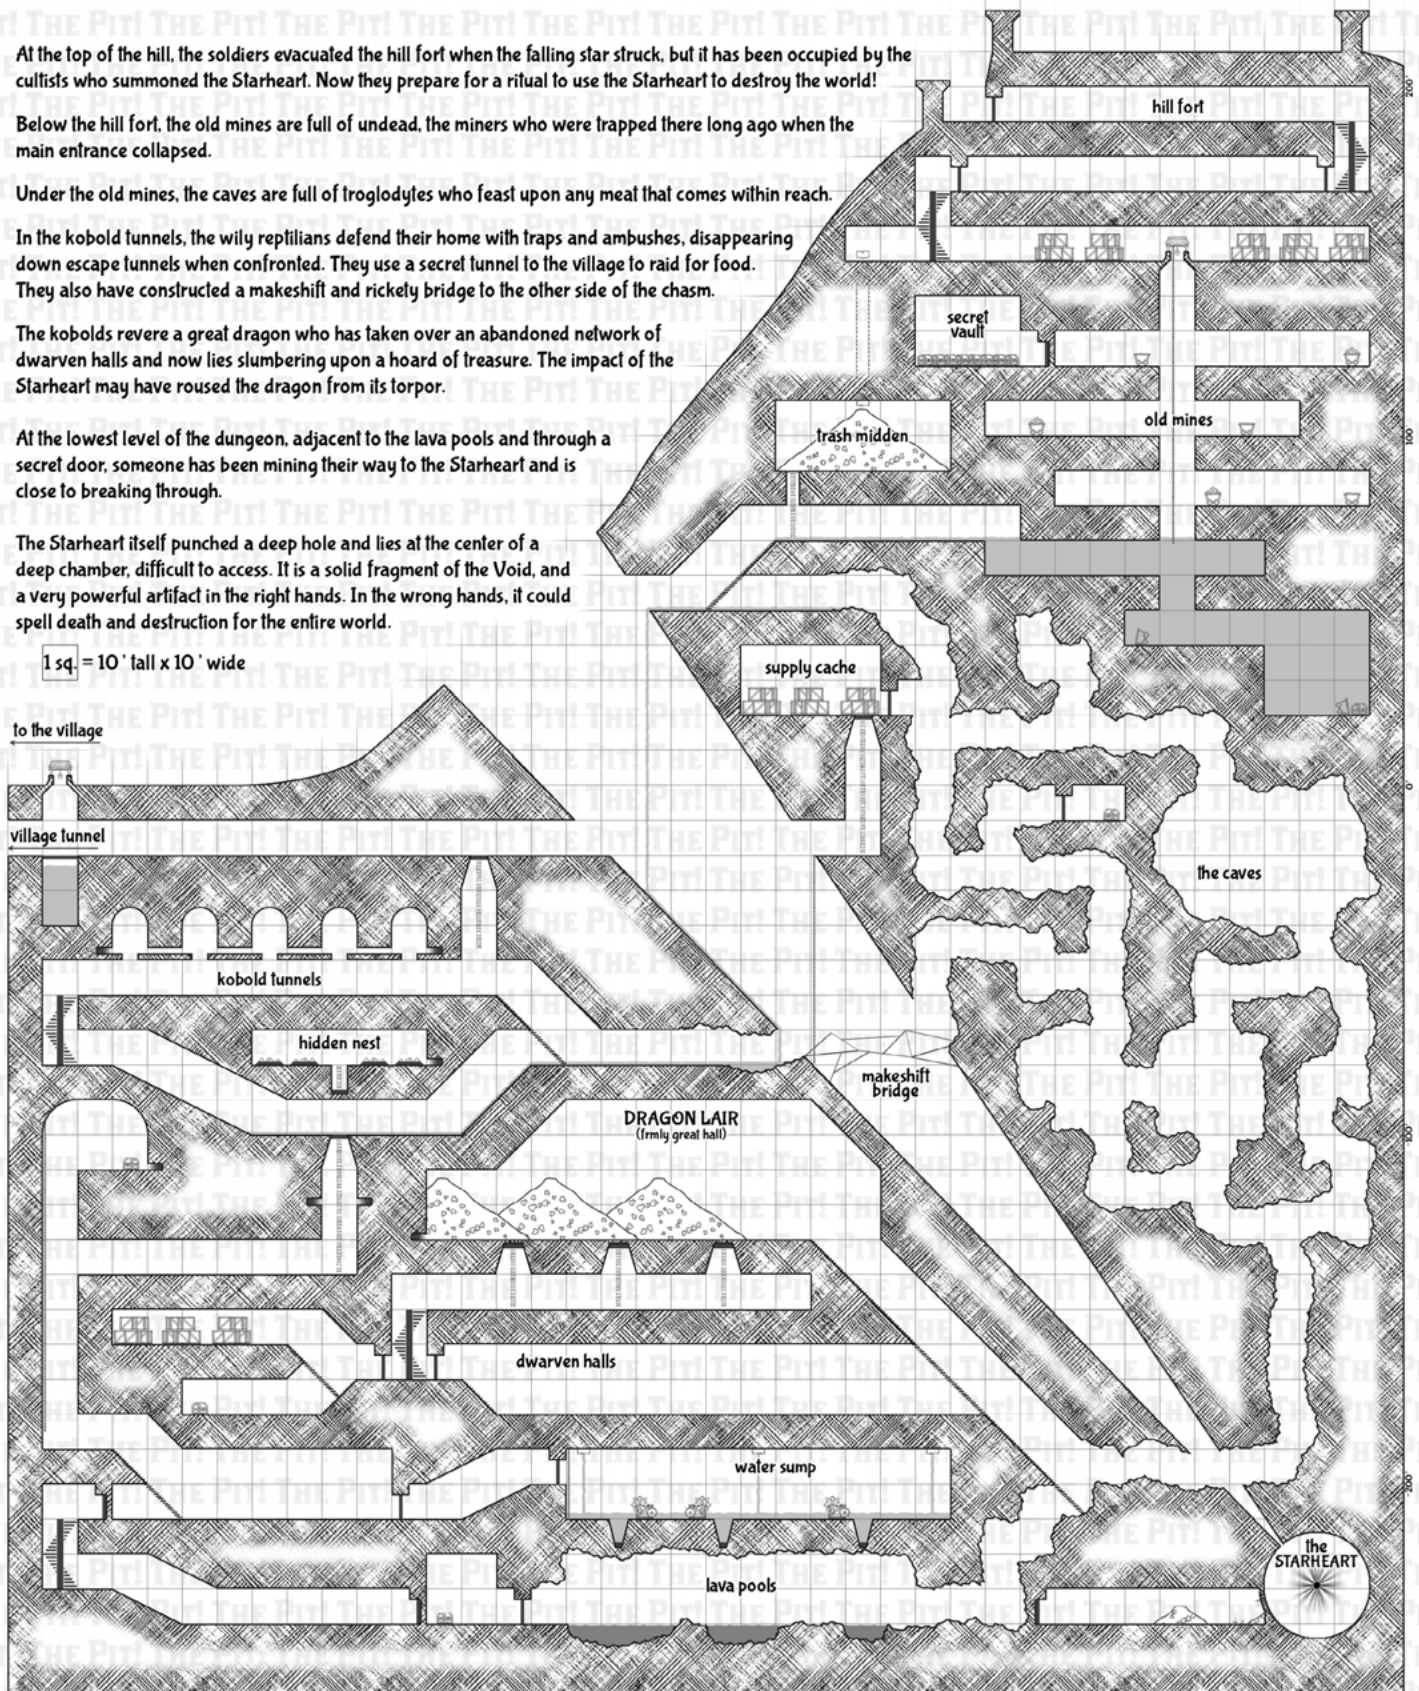 At the top of the hill, the soldiers evacuated the hill fort when the falling star struck, but it has been occupied by the
cultists who summoned the Starheart. Now they prepare for a ritual to use the Starheart to destroy the world!
Below the hill fort, the old mines are full of undead, the miners who were trapped there long ago when the
main entrance collapsed.
Under the old mines, the caves are full of troglodytes who feast upon any meat that comes within reach.
In the kobold tunnels, the wily reptilians defend their home with traps and ambushes, disappearing
down escape tunnels when confronted. They use a secret tunnel to the village to raid for food.
They also have constructed a makeshift and rickety bridge to the other side of the chasm.
The kobolds revere a great dragon who has taken over an abandoned network of
dwarven halls and now lies slumbering upon a hoard of treasure. The impact of the
Starheart may have roused the dragon from its torpor.
At the lowest level of the dungeon, adjacent to the lava pools and through a
secret door, someone has been mining their way to the Starheart and is
close to breaking through.
The Starheart itself punched a deep hole and lies at the center of a
deep chamber, difficult to access. It is a solid fragment of the Void, and
a very powerful artifact in the right hands. In the wrong hands, it could
spell death and destruction for the entire world.
1 sq. = 10 ' tall x 10 ' wide
200'
hill fort
secret
vault
100
old mines
trash midden
supply cache
to the village
0'
village tunnel
the caves
kobold tunnels
hidden nest
makeshift
bridge
DRAGON LAIR
(frmly great hall)
100
dwarven halls
water sump
200
the
STARHEART
lava pools
The Pit!